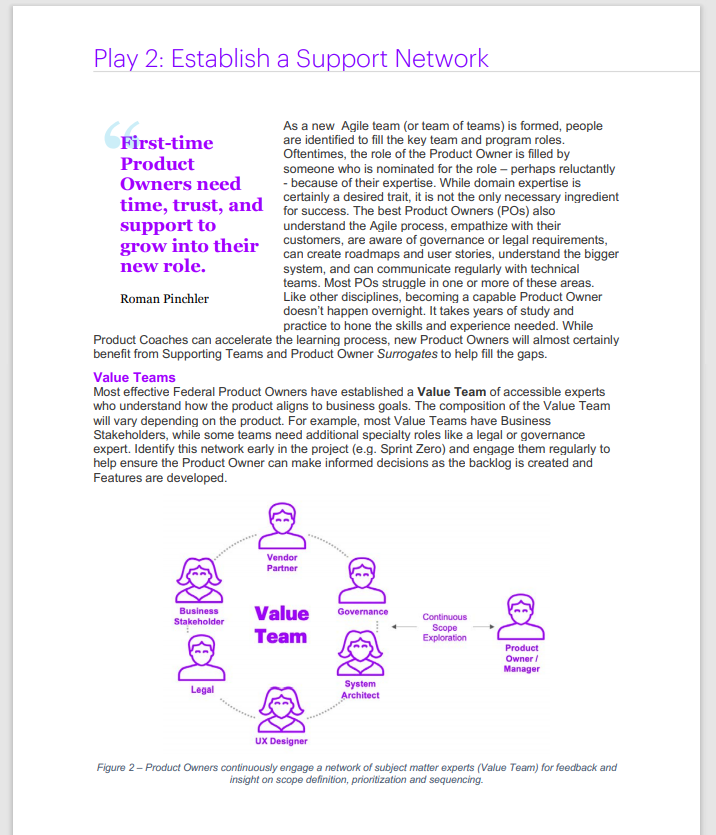 Play 2: Establish a Support Network
“
First-time
Product
Owners need
time, trust, and
support to
grow into their
new role.
Roman Pinchler
As a new Agile team (or team of teams) is formed, people
are identified to fill the key team and program roles.
Oftentimes, the role of the Product Owner is filled by
someone who is nominated for the role – perhaps reluctantly
- because of their expertise. While domain expertise is
certainly a desired trait, it is not the only necessary ingredient
for success. The best Product Owners (POs) also
understand the Agile process, empathize with their
customers, are aware of governance or legal requirements,
can create roadmaps and user stories, understand the bigger
system, and can communicate regularly with technical
teams. Most POs struggle in one or more of these areas.
Like other disciplines, becoming a capable Product Owner
doesn’t happen overnight. It takes years of study and
practice to hone the skills and experience needed. While
Product Coaches can accelerate the learning process, new Product Owners will almost certainly
benefit from Supporting Teams and Product Owner Surrogates to help fill the gaps.
Value Teams
Most effective Federal Product Owners have established a Value Team of accessible experts
who understand how the product aligns to business goals. The composition of the Value Team
will vary depending on the product. For example, most Value Teams have Business
Stakeholders, while some teams need additional specialty roles like a legal or governance
expert. Identify this network early in the project (e.g. Sprint Zero) and engage them regularly to
help ensure the Product Owner can make informed decisions as the backlog is created and
Features are developed.
Vendor
Partner
Business
Stakeholder
Value
Team
Governance
Continuous
Scope
Exploration
Product
Owner /
Manager
Legal
System
Architect
UX Designer
Figure 2 – Product Owners continuously engage a network of subject matter experts (Value Team) for feedback and
insight on scope definition, prioritization and sequencing.